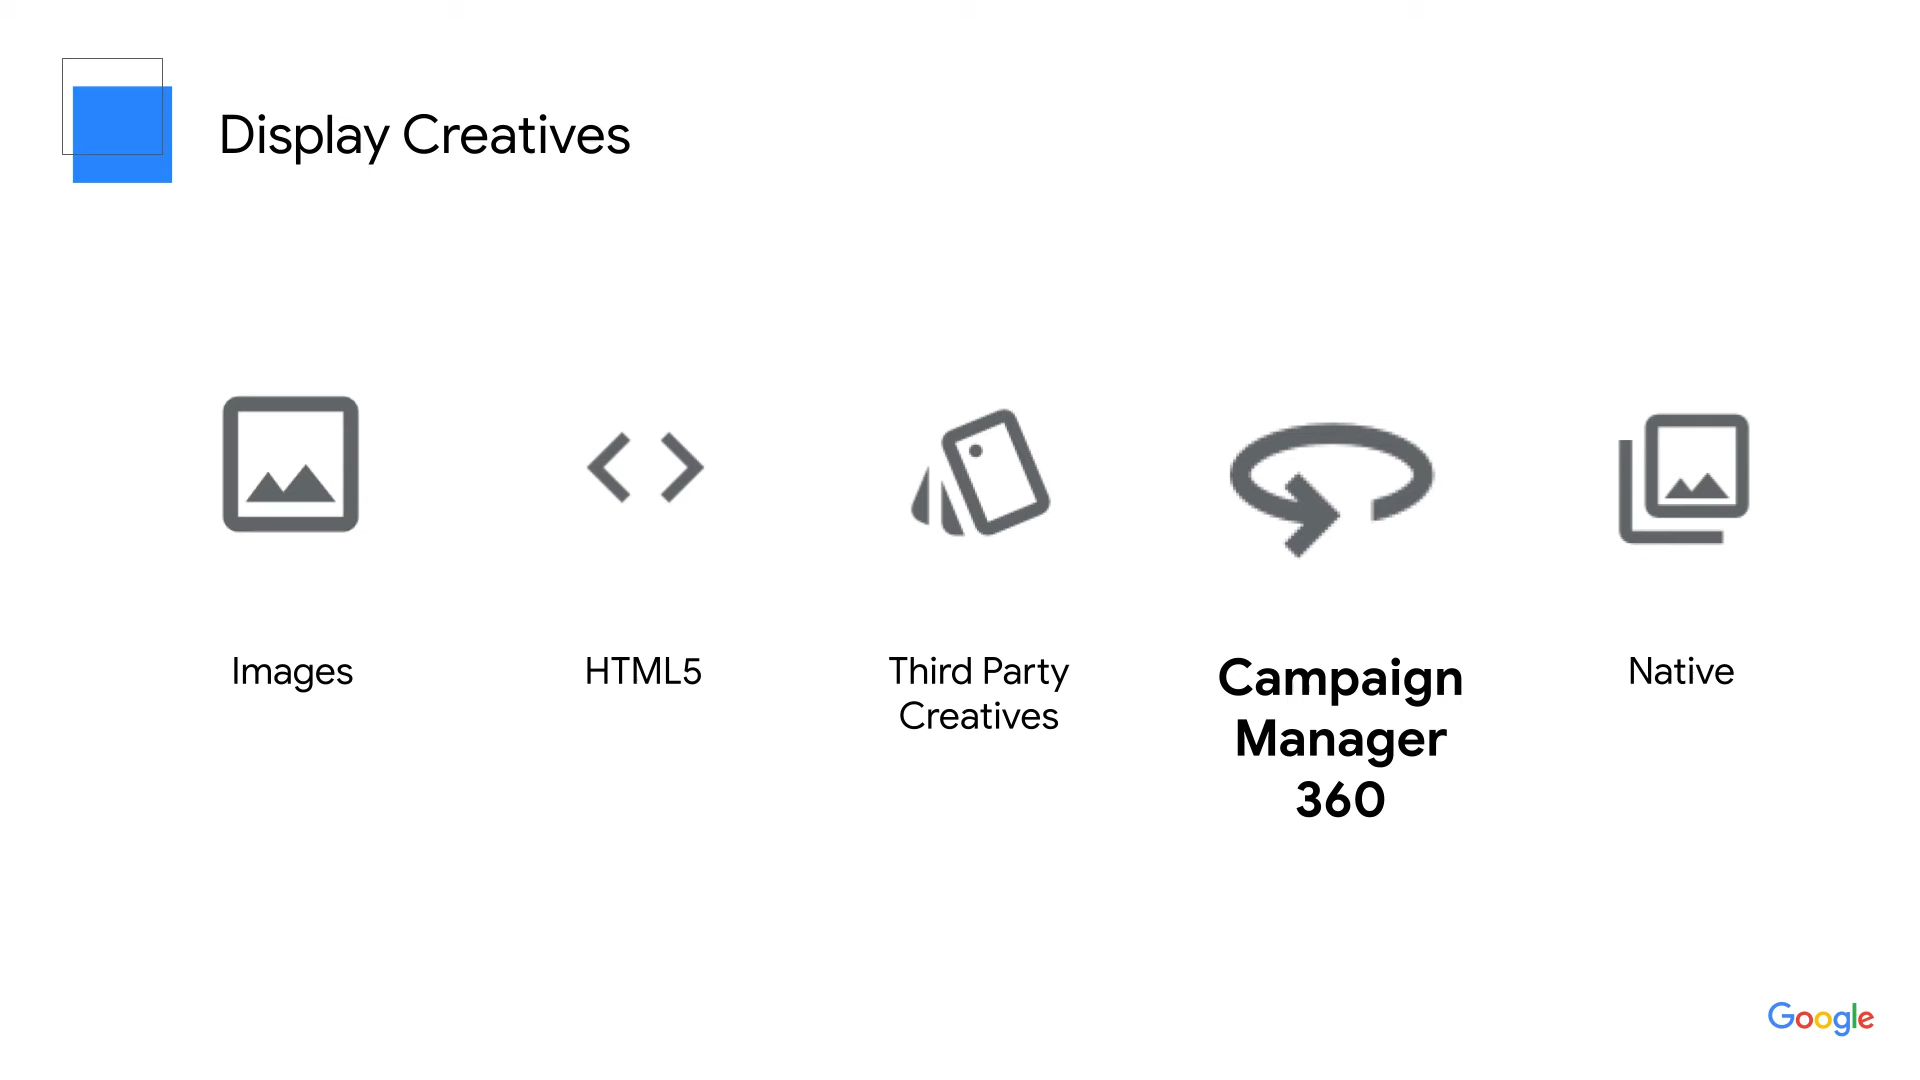 Display Creatives
Images
HTML5
Third Party
Creatives
Campaign
Manager
360
Native
Google